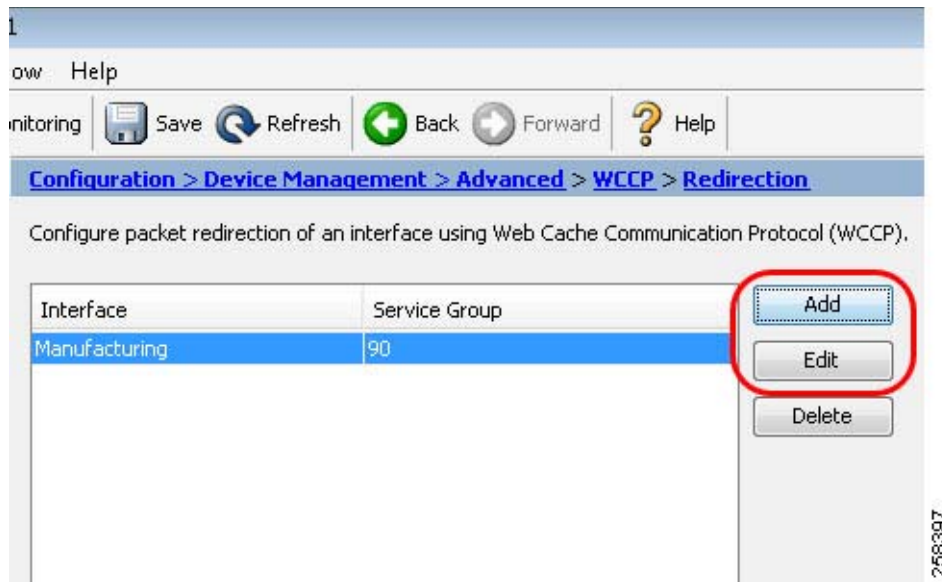 1
ow Help
onitoring Save Refresh Back Forward Help
Configuration > Device Management > Advanced > WCCP > Redirection
Configure packet redirection of an interface using Web Cache Communication Protocol (WCCP).
Interface Service Group Add
Manufacturing 90 Edit
Delete
258397